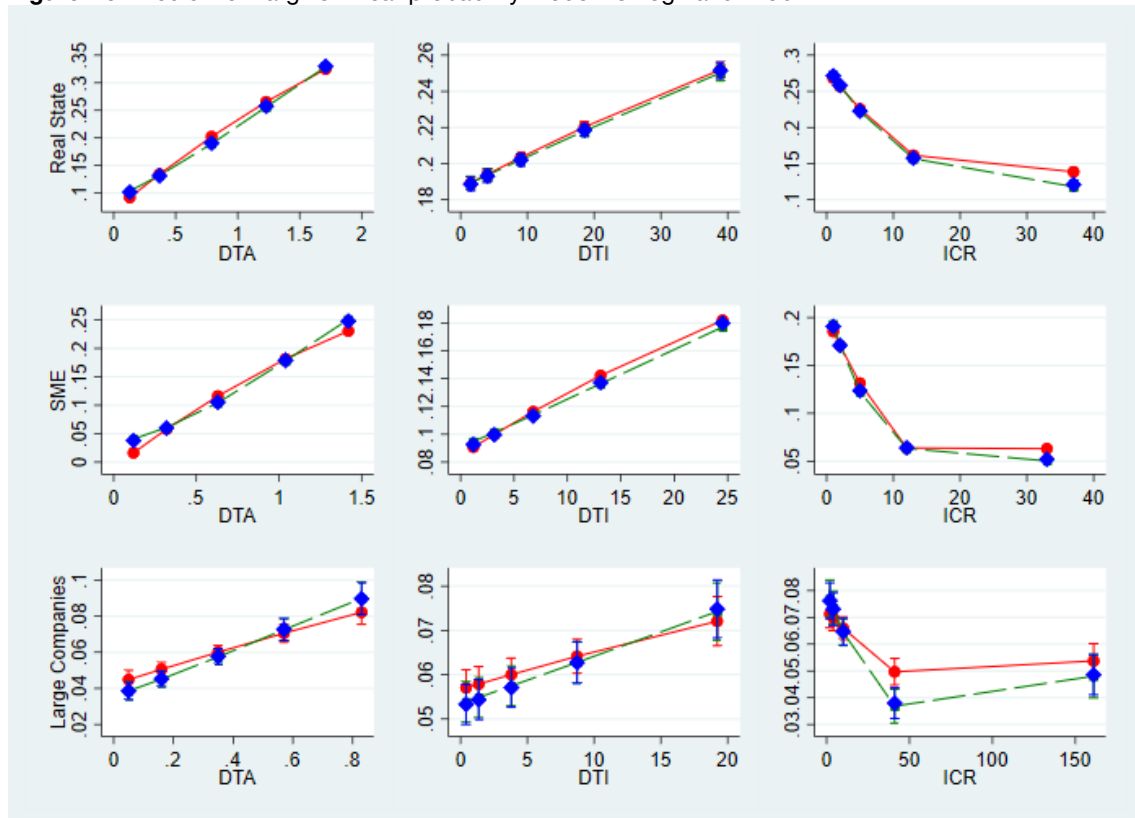 Real State
.1 .15 .2 .25 .3 .35
0 .5 1 1.5 2
DTA
.18 .2 .22 .24 .26
0 10 20 30 40
DTI
.1 .15 .2 .25 .3
0 10 20 30 40
ICR
SME
0 .05 .1 .15 .2 .25
0 .5 1 1.5
DTA
.08 .1 .12 .14 .16 .18
0 5 10 15 20 25
DTI
.05 .1 .15 .2
0 10 20 30 40
ICR
Large Companies
.02 .04 .06 .08 .1
0 .2 .4 .6 .8
DTA
.05 .06 .07 .08
0 5 10 15 20
DTI
.03 .04 .05 .06 .07 .08
0 50 100 150
ICR